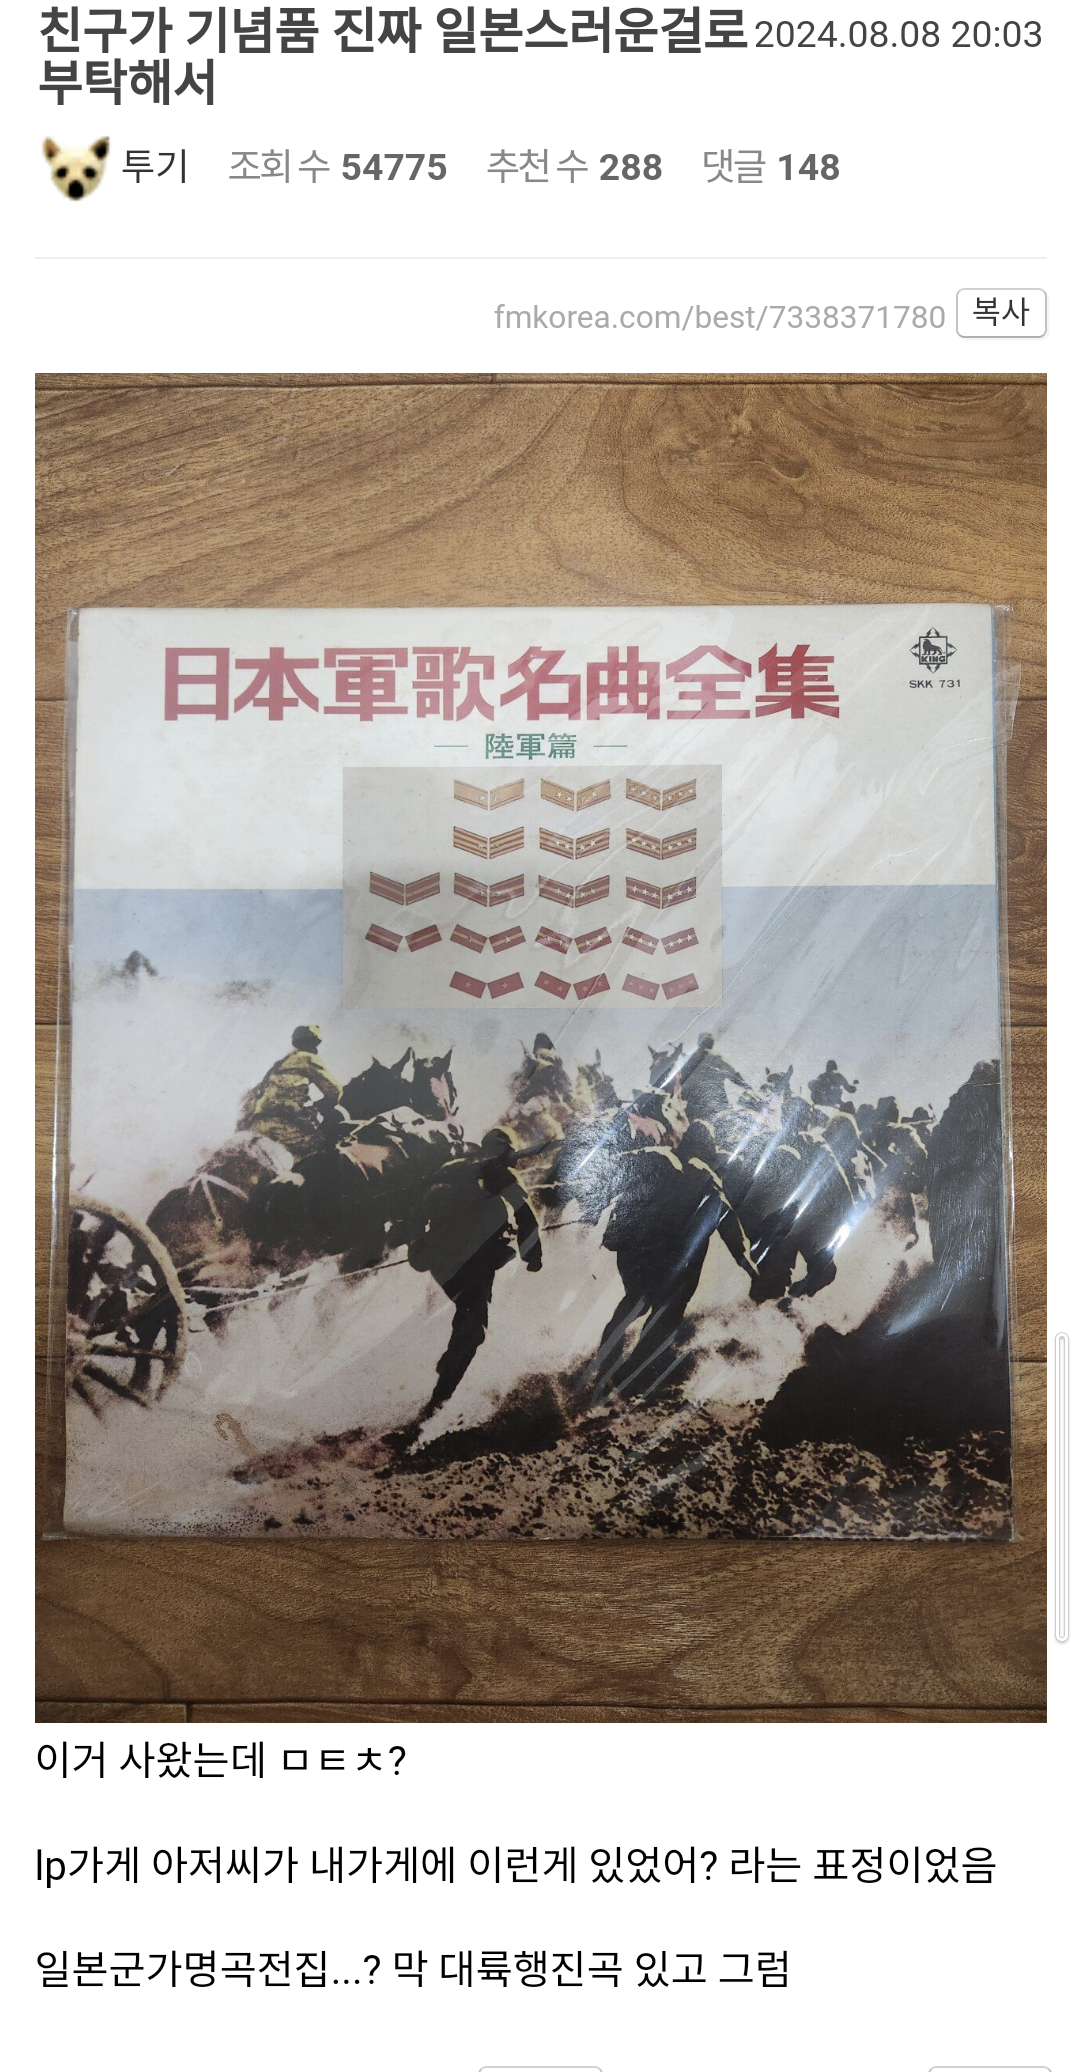 친구가 기념품 진짜 일본스러운걸로
부탁해서
2024.08.08 20:03
투기 조회 수 54775 추천 수 288 댓글 148
fmkorea.com/best/7338371780 복사
日本軍歌名曲全集
KING
SKK 731
— 陸軍篇 —
이거 사왔는데 ㅁㅌㅊ?
lp가게 아저씨가 내가게에 이런게 있었어? 라는 표정이었음
일본군가명곡전집...? 막 대륙행진곡 있고 그럼